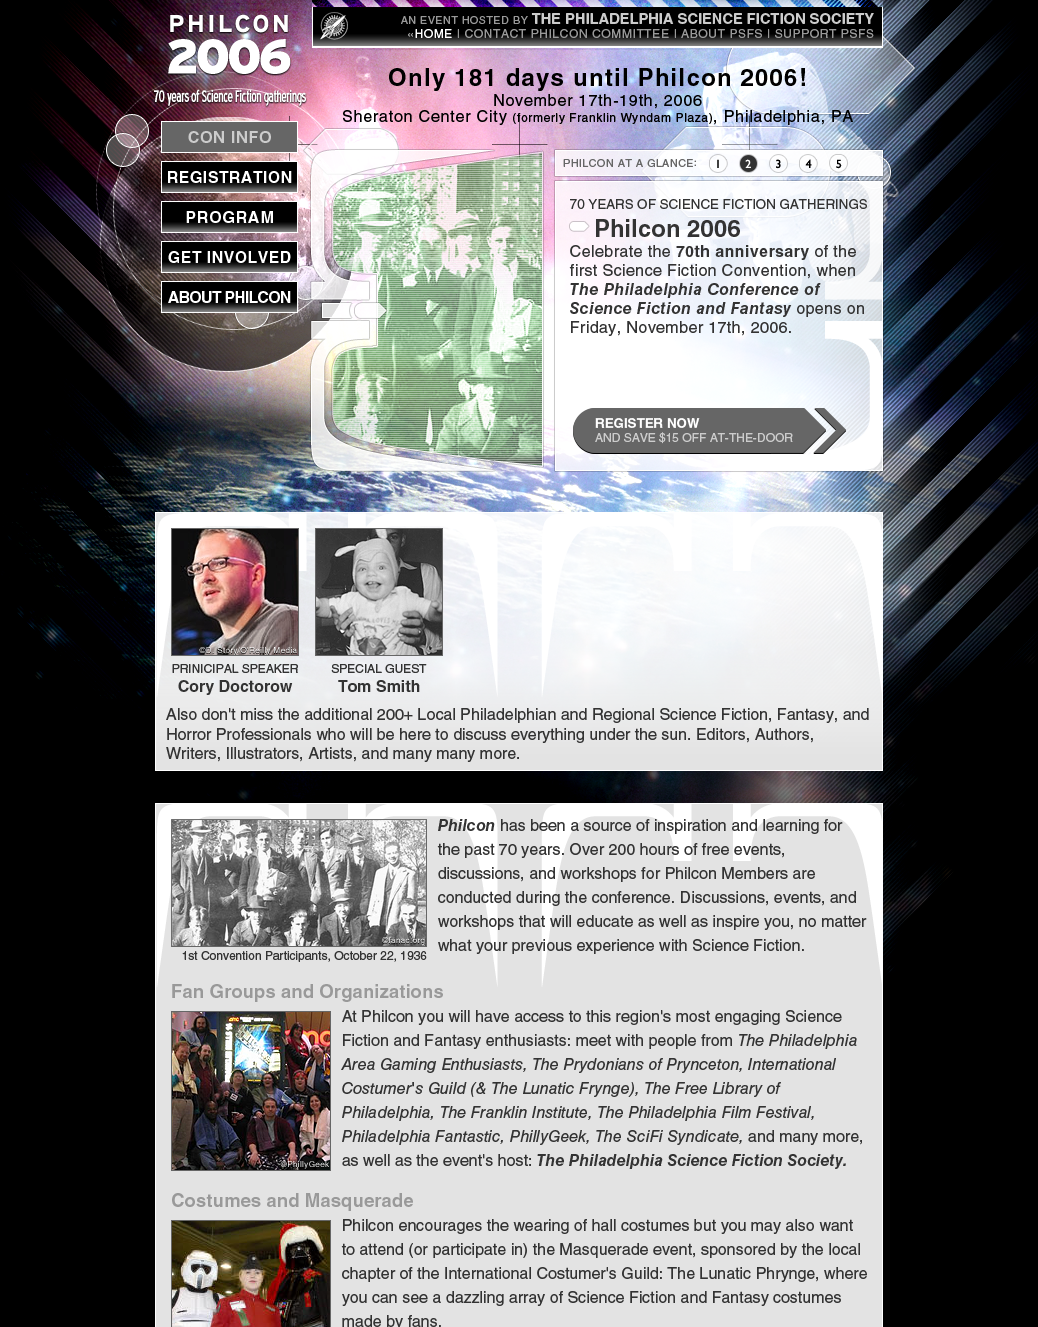 PHILCON
2006
70 years of Science Fiction gatherings
AN EVENT HOSTED BY THE PHILADELPHIA SCIENCE FICTION SOCIETY
«HOME | CONTACT PHILCON COMMITTEE | ABOUT PSFS | SUPPORT PSFS
Only 181 days until Philcon 2006!
November 17th-19th, 2006
Sheraton Center City (formerly Franklin Wyndam Plaza), Philadelphia, PA
CON INFO
REGISTRATION
PROGRAM
GET INVOLVED
ABOUT PHILCON
PHILCON AT A GLANCE: 1 2 3 4 5
70 YEARS OF SCIENCE FICTION GATHERINGS
Philcon 2006
Celebrate the 70th anniversary of the
first Science Fiction Convention, when
The Philadelphia Conference of
Science Fiction and Fantasy opens on
Friday, November 17th, 2006.
REGISTER NOW
AND SAVE $15 OFF AT-THE-DOOR
PRINICIPAL SPEAKER
Cory Doctorow
SPECIAL GUEST
Tom Smith
Also don't miss the additional 200+ Local Philadelphian and Regional Science Fiction, Fantasy, and
Horror Professionals who will be here to discuss everything under the sun. Editors, Authors,
Writers, Illustrators, Artists, and many many more.
©fanac.org
1st Convention Participants, October 22, 1936
Philcon has been a source of inspiration and learning for
the past 70 years. Over 200 hours of free events,
discussions, and workshops for Philcon Members are
conducted during the conference. Discussions, events, and
workshops that will educate as well as inspire you, no matter
what your previous experience with Science Fiction.
Fan Groups and Organizations
©PhillyGeek
At Philcon you will have access to this region's most engaging Science
Fiction and Fantasy enthusiasts: meet with people from The Philadelphia
Area Gaming Enthusiasts, The Prydonians of Prynceton, International
Costumer's Guild (& The Lunatic Frynge), The Free Library of
Philadelphia, The Franklin Institute, The Philadelphia Film Festival,
Philadelphia Fantastic, PhillyGeek, The SciFi Syndicate, and many more,
as well as the event's host: The Philadelphia Science Fiction Society.
Costumes and Masquerade
Philcon encourages the wearing of hall costumes but you may also want
to attend (or participate in) the Masquerade event, sponsored by the local
chapter of the International Costumer's Guild: The Lunatic Phrynge, where
you can see a dazzling array of Science Fiction and Fantasy costumes
made by fans.